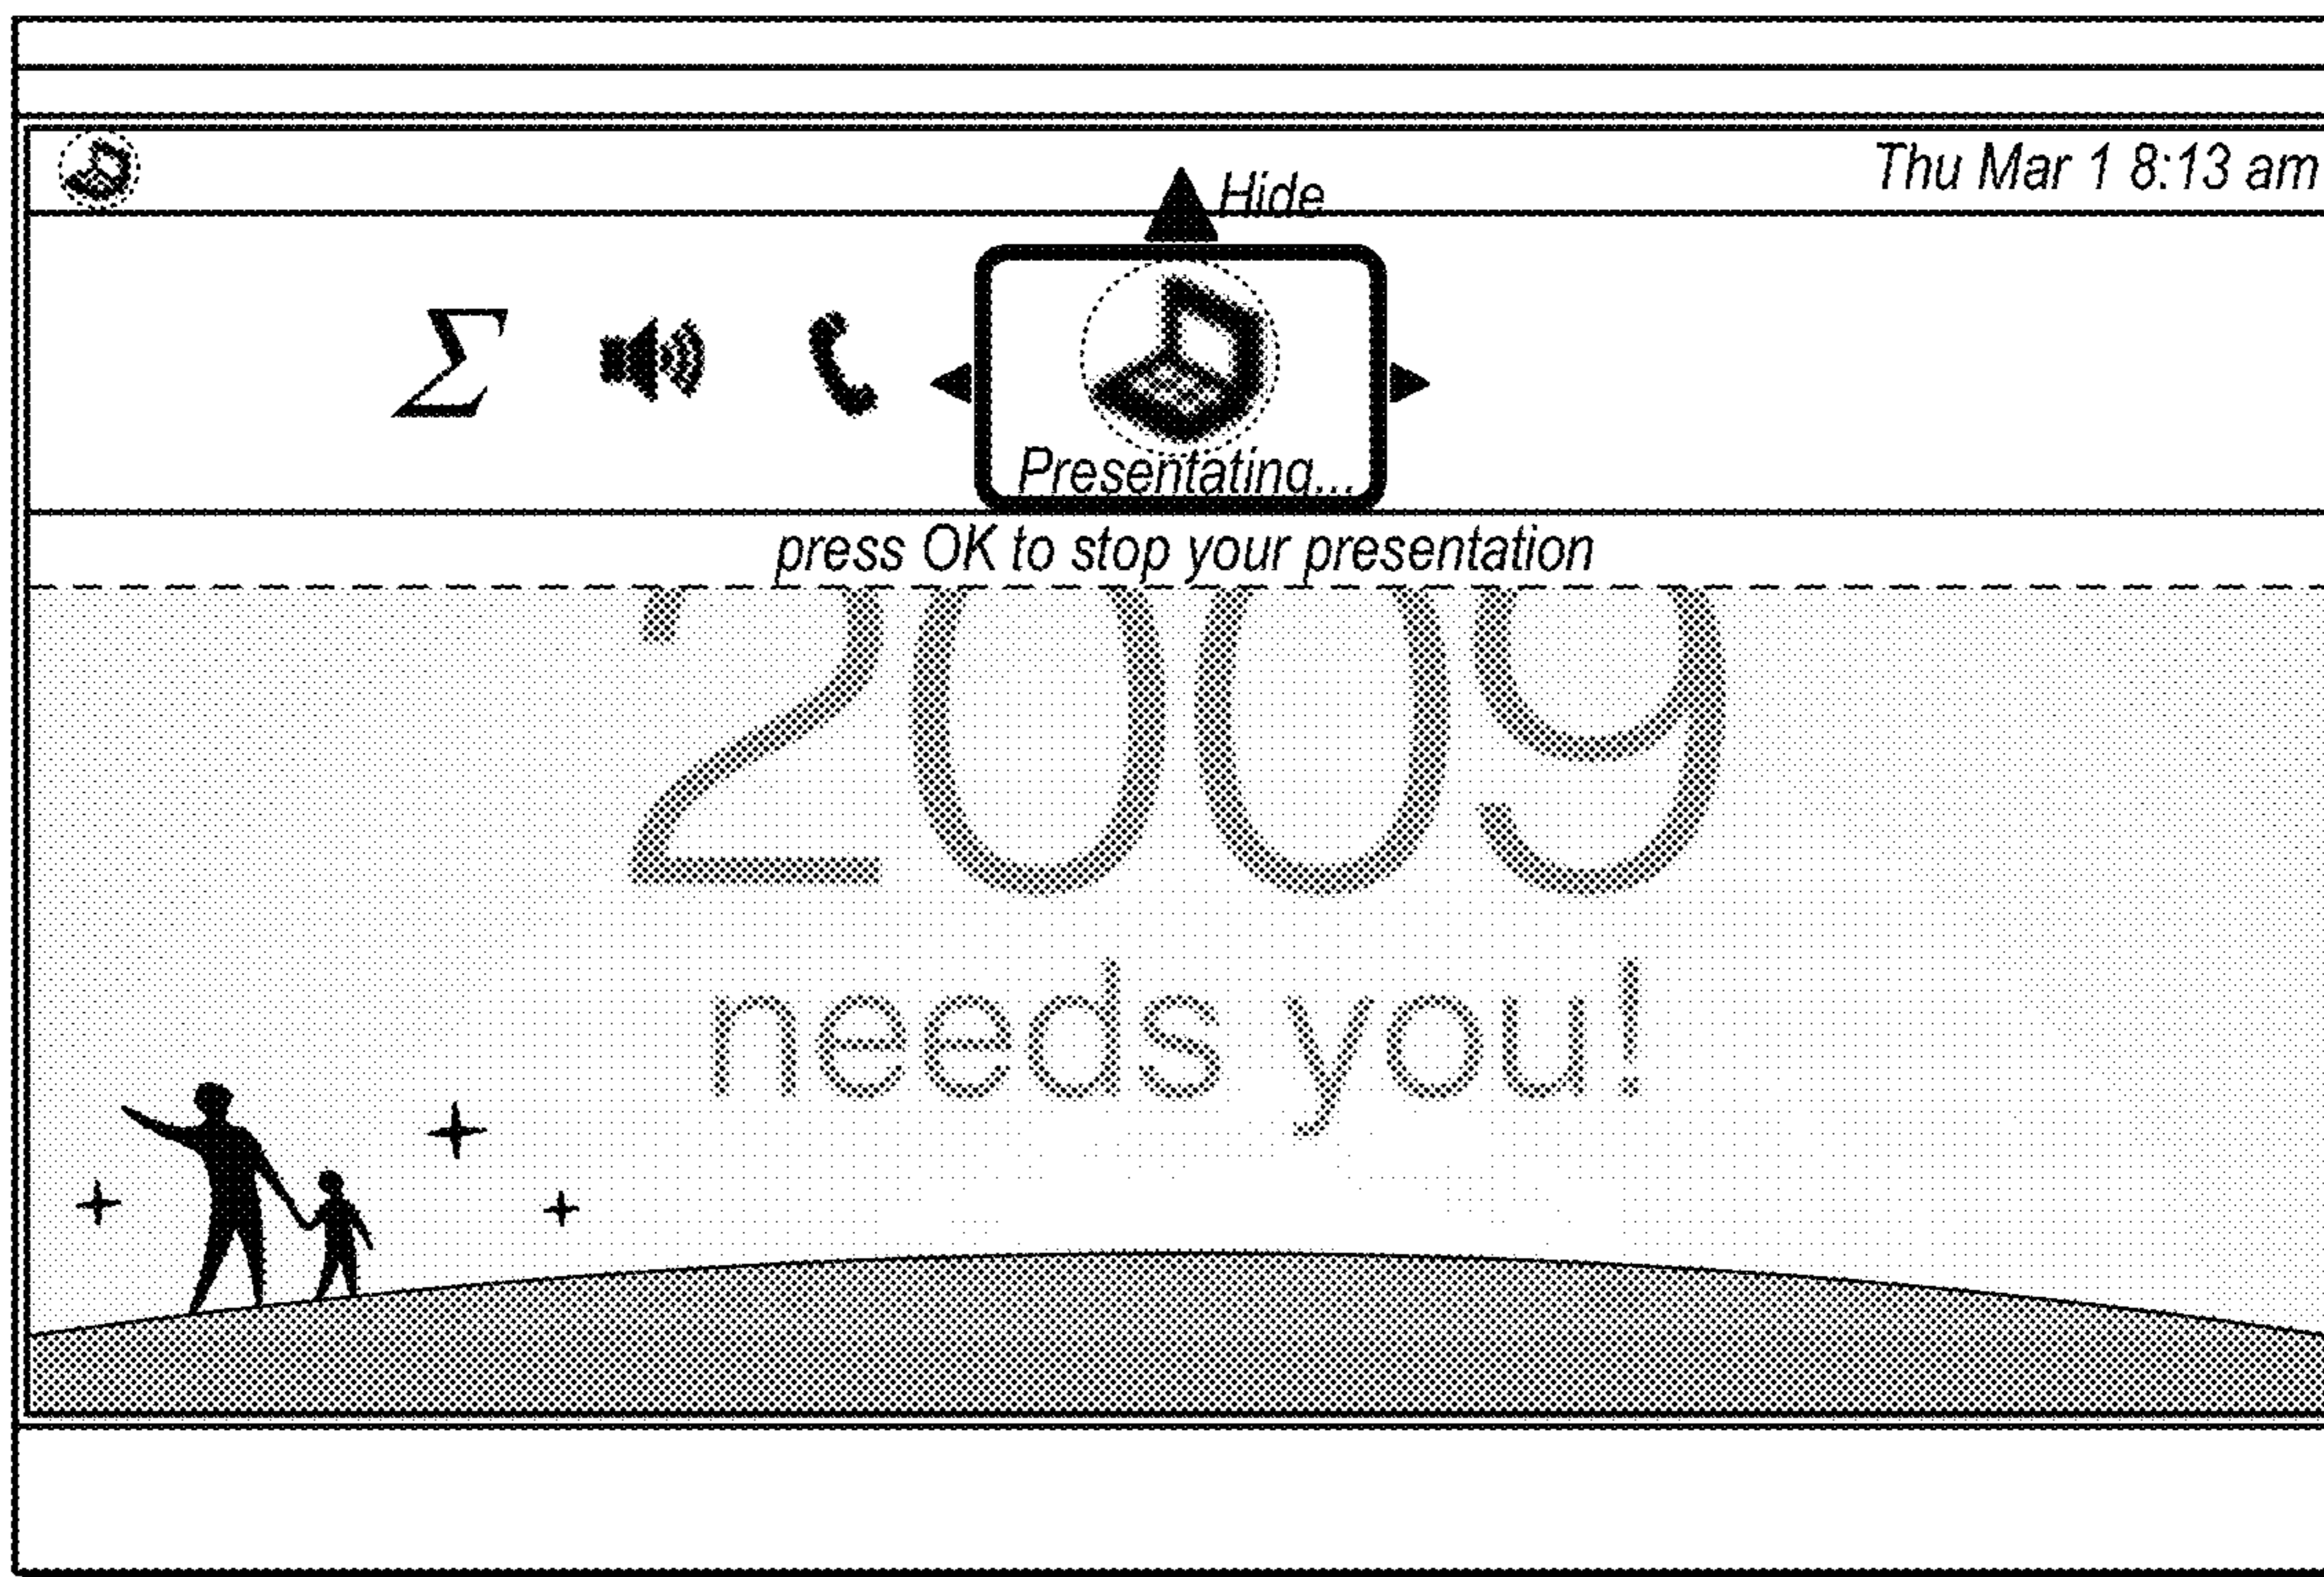 Thu Mar 1 8:13 am
Hide
Σ
Presentating...
press OK to stop your presentation
2009
needs you!